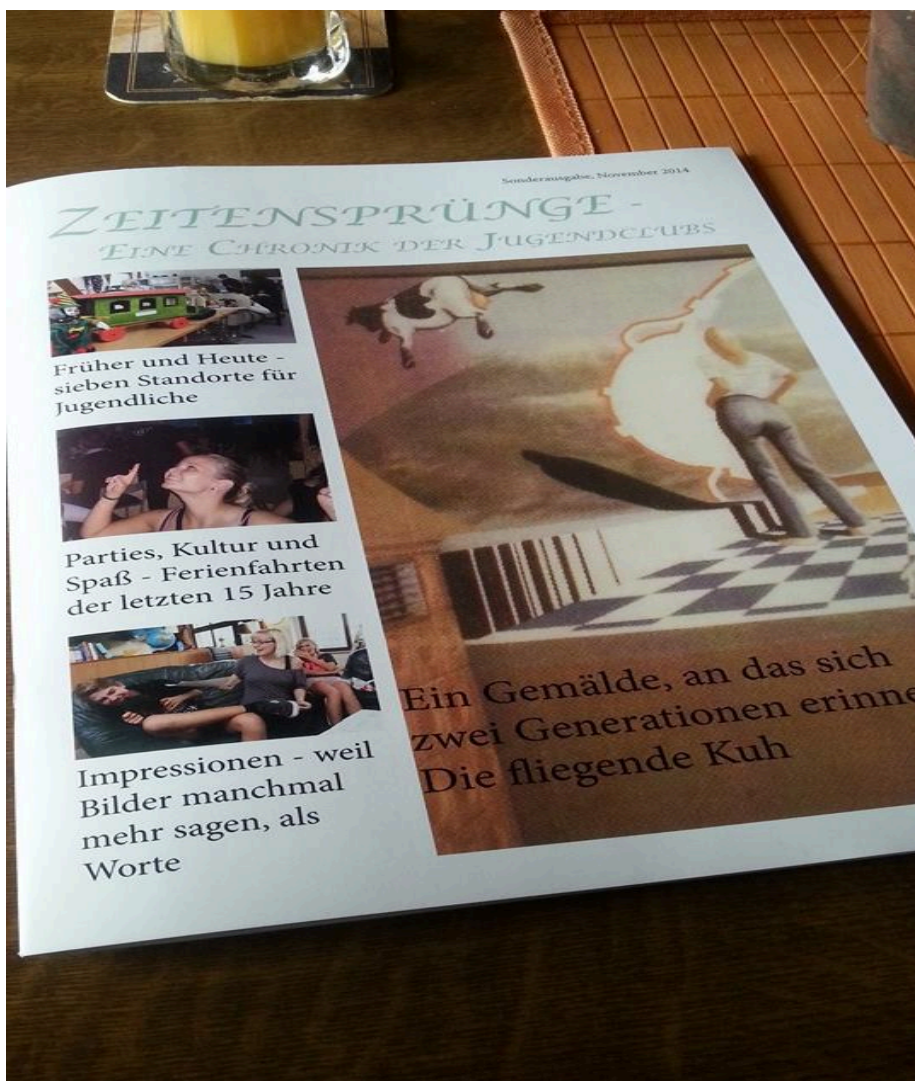 Sonderausgabe, November 2014
ZEITENSPRÜNGE -
EINE CHRONIK DER JUGENDCLUBS
Früher und Heute -
sieben Standorte für
Jugendliche
Parties, Kultur und
Spaß - Ferienfahrten
der letzten 15 Jahre
Impressionen - weil
Bilder manchmal
mehr sagen, als
Worte
Ein Gemälde, an das sich
zwei Generationen erinne
Die fliegende Kuh